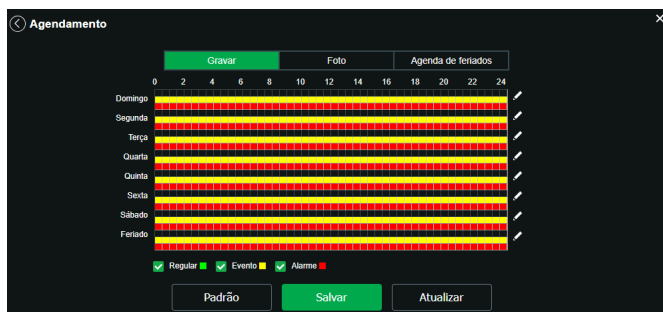 Agendamento
Gravar Foto Agenda de feriados
0 2 4 6 8 10 12 14 16 18 20 22 24
Domingo
Segunda
Terça
Quarta
Quinta
Sexta
Sábado
Feriado
Regular Evento Alarme
Padrão Salvar Atualizar